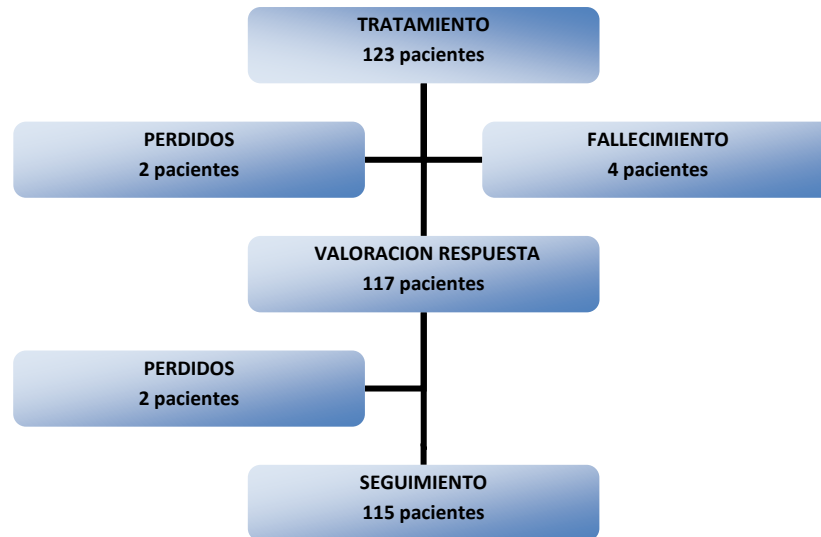 TRATAMIENTO
123 pacientes
PERDIDOS
2 pacientes
FALLECIMIENTO
4 pacientes
VALORACION RESPUESTA
117 pacientes
PERDIDOS
2 pacientes
SEGUIMIENTO
115 pacientes